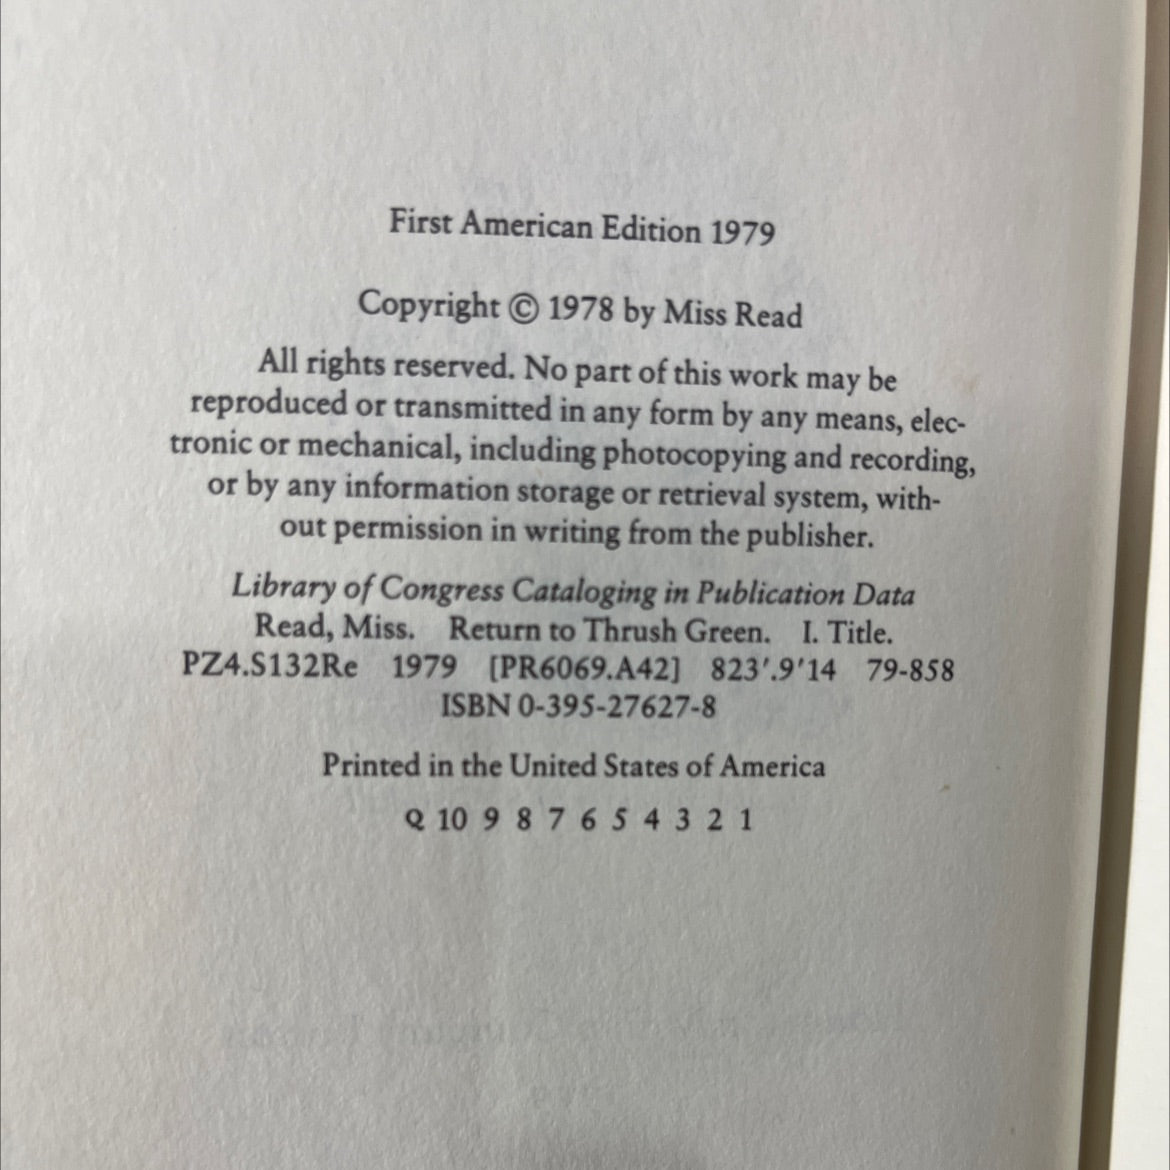 First American Edition 1979
Copyright © 1978 by Miss Read
All rights reserved. No part of this work may be
reproduced or transmitted in any form by any means, elec-
tronic or mechanical, including photocopying and recording,
or by any information storage or retrieval system, with-
out permission in writing from the publisher.
Library of Congress Cataloging in Publication Data
Read, Miss. Return to Thrush Green. I. Title.
PZ4.S132Re 1979 [PR6069.A42] 823'.9'14 79-858
ISBN 0-395-27627-8
Printed in the United States of America
Q 10 9 8 7 6 5 4 3 2 1